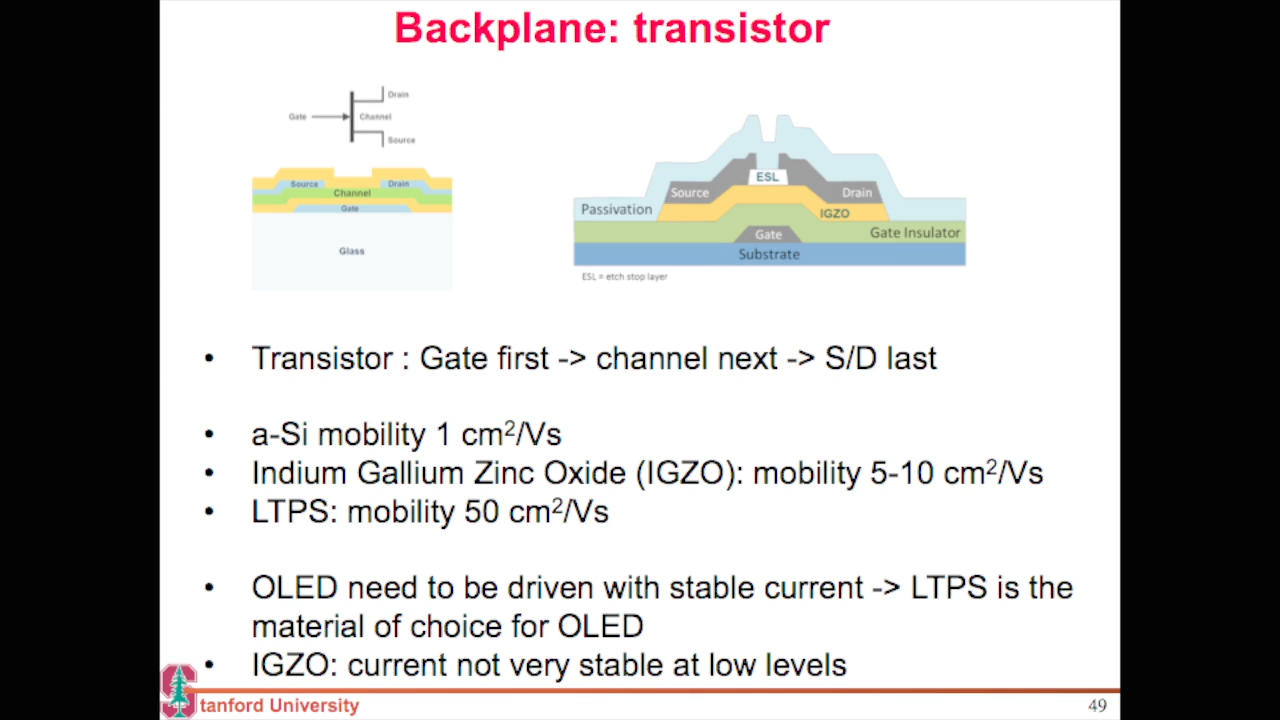 Backplane: transistor
Drain
Gate
Channel
Source
Source
Drain
Channel
Gate
Glass
ESL
Source
Drain
Passivation
IGZO
Gate
Gate Insulator
Substrate
ESL = etch stop layer
• Transistor : Gate first -> channel next -> S/D last
• a-Si mobility 1 cm²/Vs
• Indium Gallium Zinc Oxide (IGZO): mobility 5-10 cm²/Vs
• LTPS: mobility 50 cm²/Vs
• OLED need to be driven with stable current -> LTPS is the
material of choice for OLED
• IGZO: current not very stable at low levels
Stanford University
49